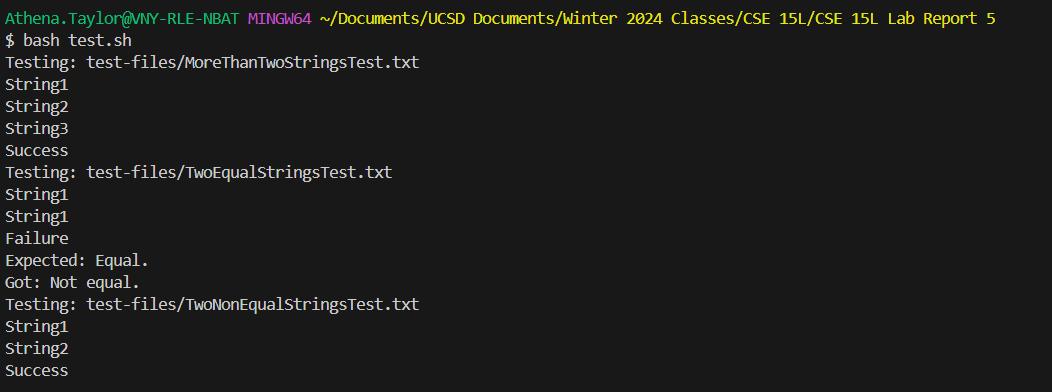 Athena.Taylor@VNY-RLE-NBAT MINGW64 ~/Documents/UCSD Documents/Winter 2024 Classes/CSE 15L/CSE 15L Lab Report 5
$ bash test.sh
Testing: test-files/MoreThanTwoStringsTest.txt
String1
String2
String3
Success
Testing: test-files/TwoEqualStringsTest.txt
String1
String1
Failure
Expected: Equal.
Got: Not equal.
Testing: test-files/TwoNonEqualStringsTest.txt
String1
String2
Success